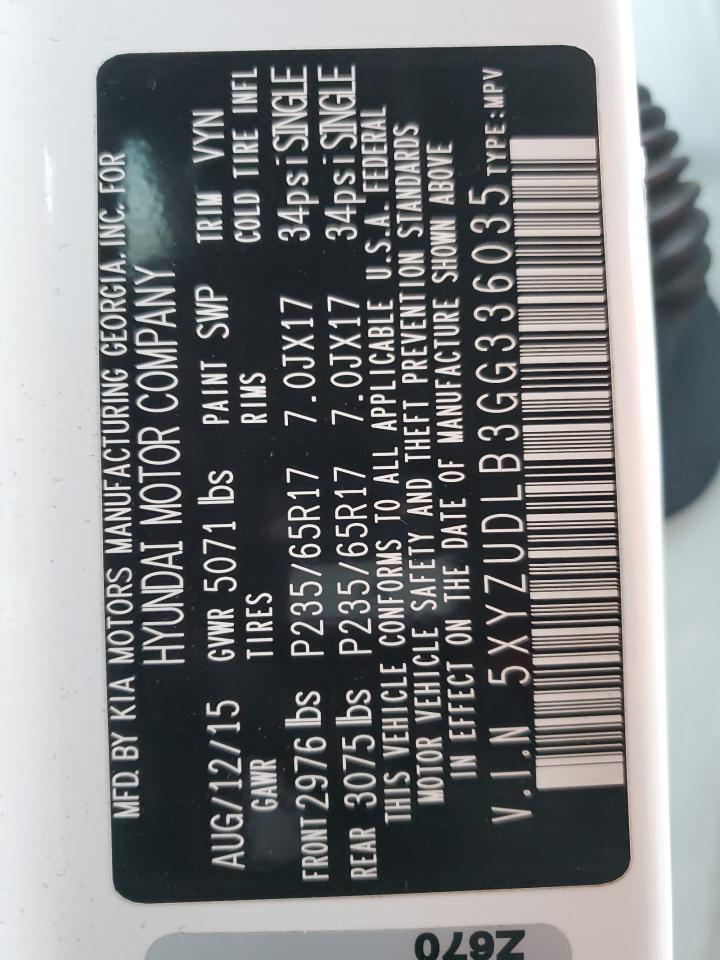 MFD. BY KIA MOTORS MANUFACTURING GEORGIA, INC. FOR
HYUNDAI MOTOR COMPANY
AUG/12/15 GVWR 5071 lbs PAINT SWP TRIM VYN
GAWR TIRES RIMS COLD TIRE INFL
FRONT 2976 lbs P235/65R17 7.0JX17 34psi SINGLE
REAR 3075 lbs P235/65R17 7.0JX17 34psi SINGLE
THIS VEHICLE CONFORMS TO ALL APPLICABLE U.S.A. FEDERAL
MOTOR VEHICLE SAFETY AND THEFT PREVENTION STANDARDS
IN EFFECT ON THE DATE OF MANUFACTURE SHOWN ABOVE
V.I.N 5XYZUDLB3GG336035 TYPE:MPV
Z670